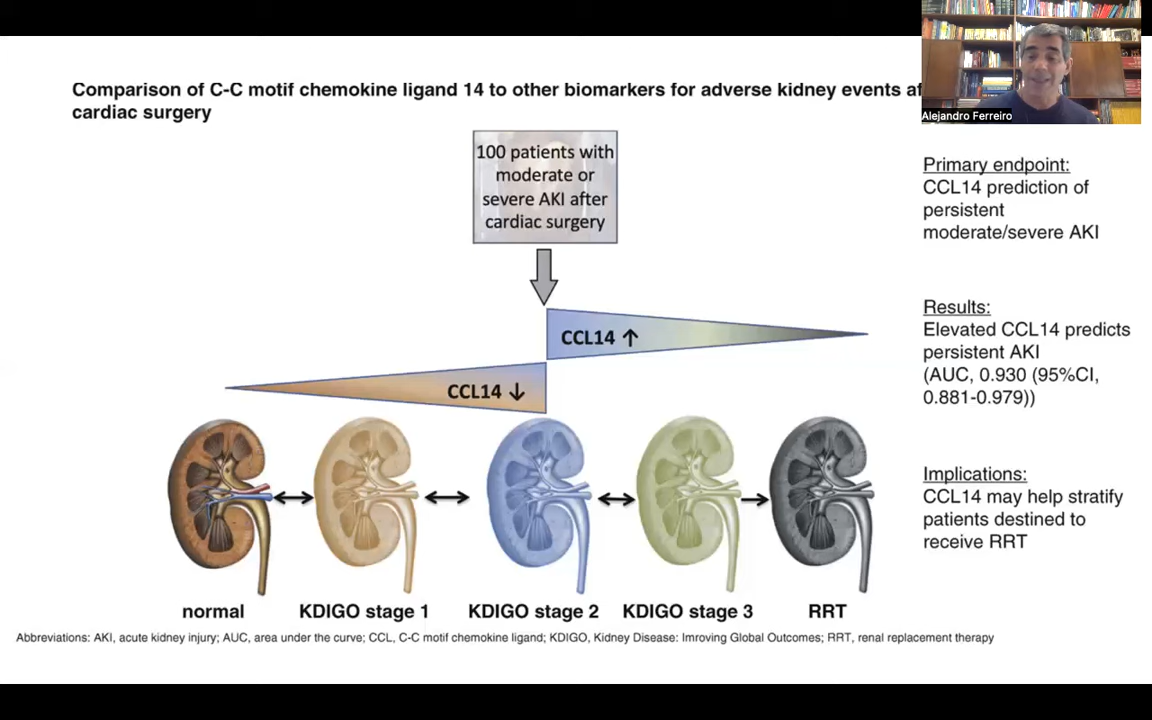 Comparison of C-C motif chemokine ligand 14 to other biomarkers for adverse kidney events af
cardiac surgery
Alejandro Ferreiro
100 patients with
moderate or
severe AKI after
cardiac surgery
CCL14 ↑
CCL14 ↓
normal
KDIGO stage 1
KDIGO stage 2
KDIGO stage 3
RRT
Primary endpoint:
CCL14 prediction of
persistent
moderate/severe AKI
Results:
Elevated CCL14 predicts
persistent AKI
(AUC, 0.930 (95%CI,
0.881-0.979))
Implications:
CCL14 may help stratify
patients destined to
receive RRT
Abbreviations: AKI, acute kidney injury; AUC, area under the curve; CCL, C-C motif chemokine ligand; KDIGO, Kidney Disease: Imroving Global Outcomes; RRT, renal replacement therapy